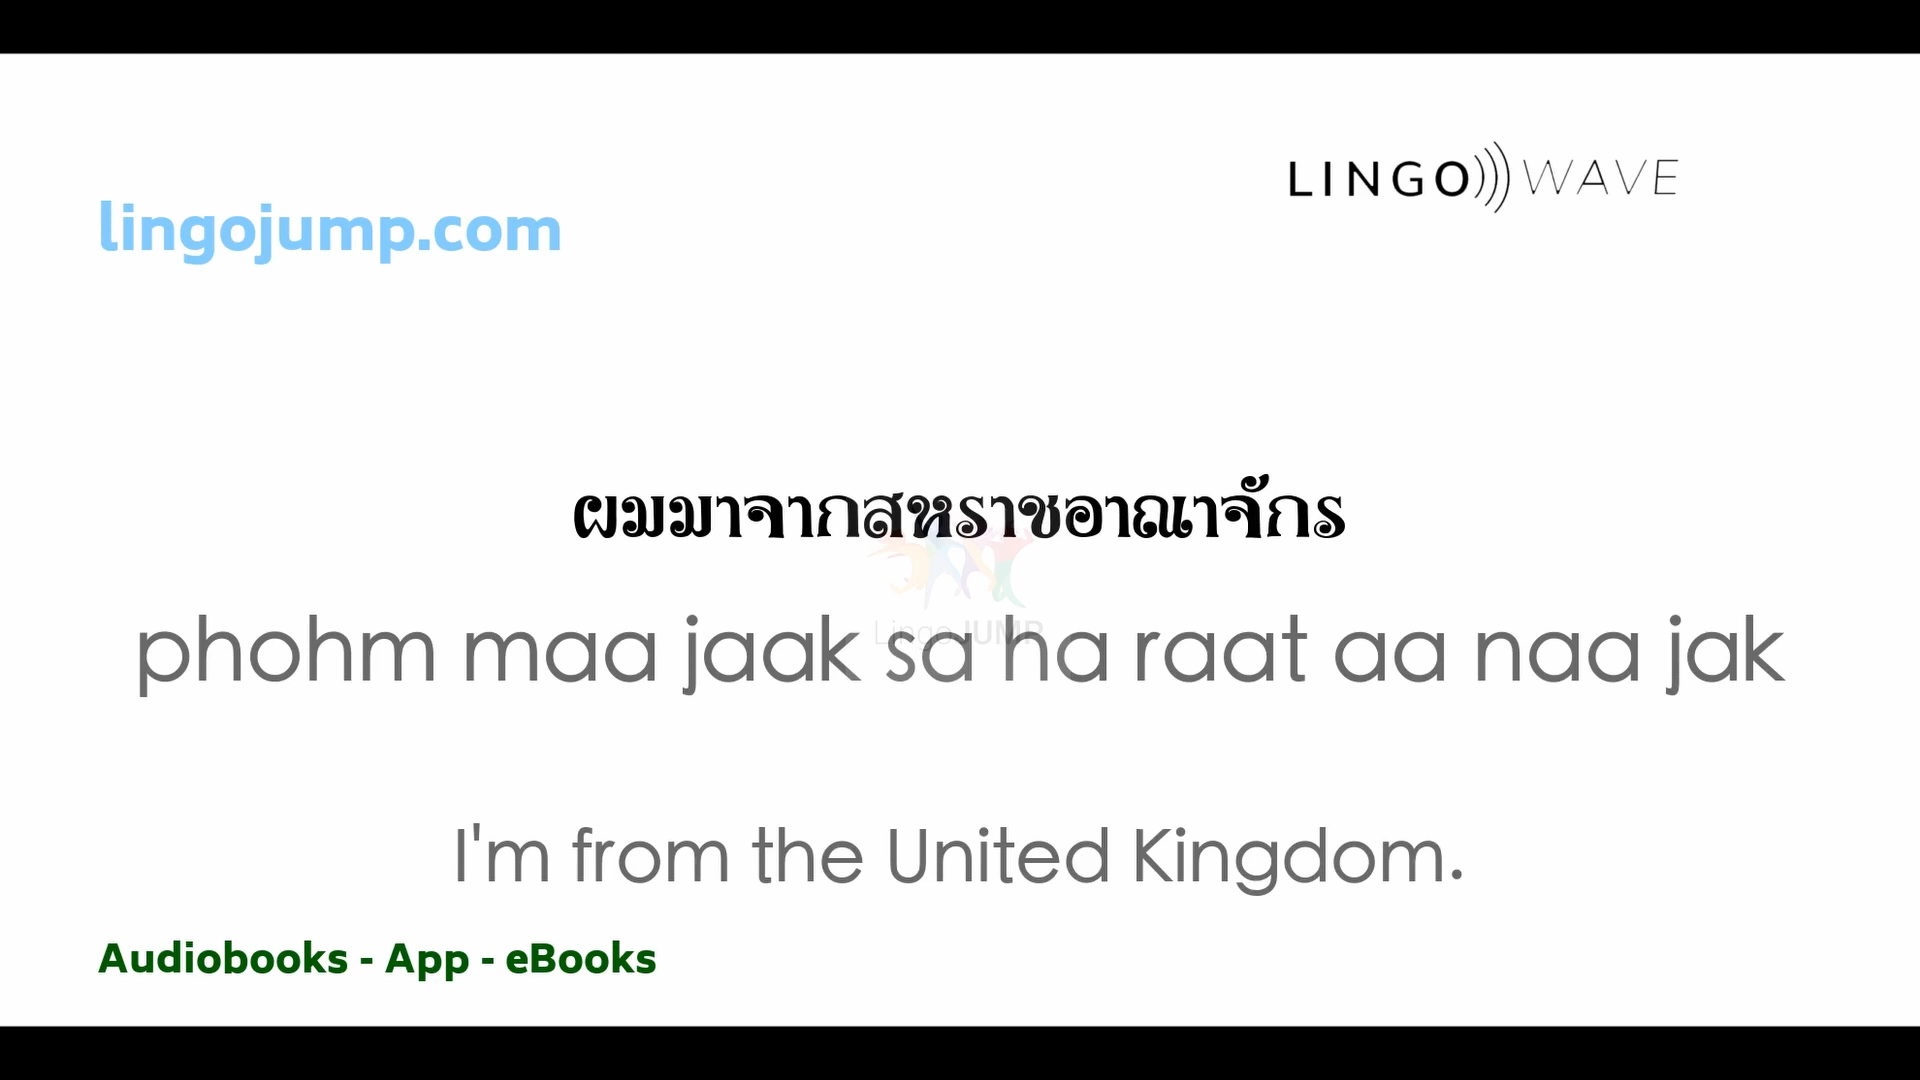 LINGO WAVE
lingojump.com
ผมมาจากสหราชอาณาจักร
Lingo JUMP
phohm maa jaak sa ha raat aa naa jak
I'm from the United Kingdom.
Audiobooks - App - eBooks